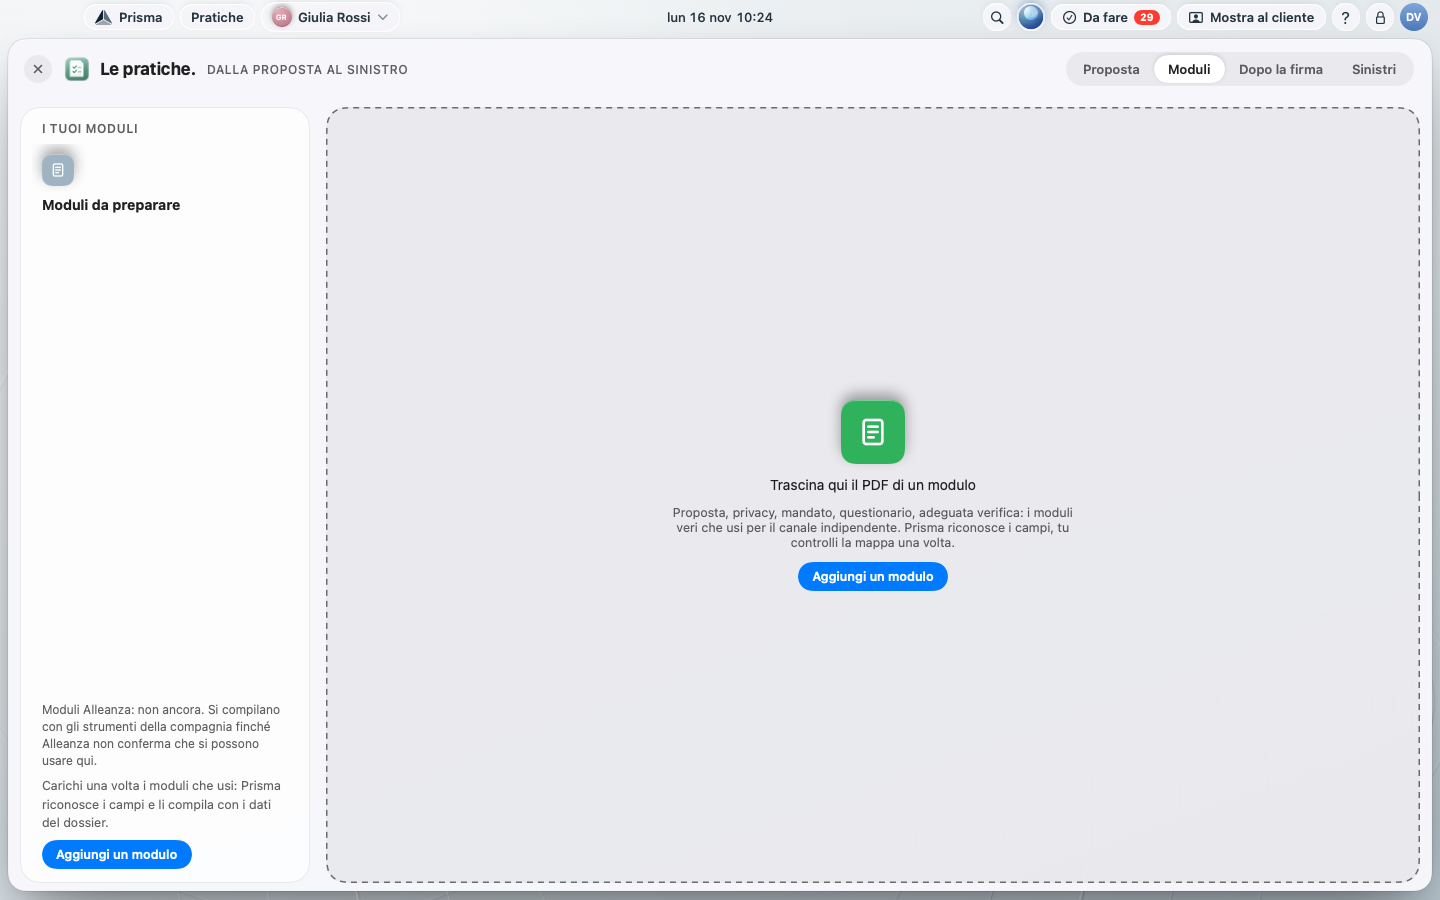 Prisma
Pratiche
GR
Giulia Rossi
lun 16 nov 10:24
Da fare 29
Mostra al cliente
?
DV
Le pratiche.
DALLA PROPOSTA AL SINISTRO
Proposta
Moduli
Dopo la firma
Sinistri
I TUOI MODULI
Moduli da preparare
Moduli Alleanza: non ancora. Si compilano
con gli strumenti della compagnia finché
Alleanza non conferma che si possono
usare qui.
Carichi una volta i moduli che usi: Prisma
riconosce i campi e li compila con i dati
del dossier.
Aggiungi un modulo
Trascina qui il PDF di un modulo
Proposta, privacy, mandato, questionario, adeguata verifica: i moduli
veri che usi per il canale indipendente. Prisma riconosce i campi, tu
controlli la mappa una volta.
Aggiungi un modulo